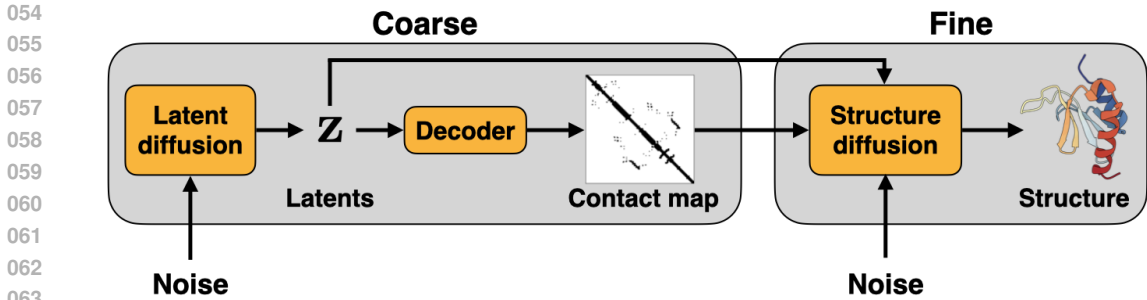 054
055
056
057
058
059
060
061
062
063
Coarse
Fine
Latent
diffusion
Z
Decoder
Structure
diffusion
Latents
Contact map
Structure
Noise
Noise